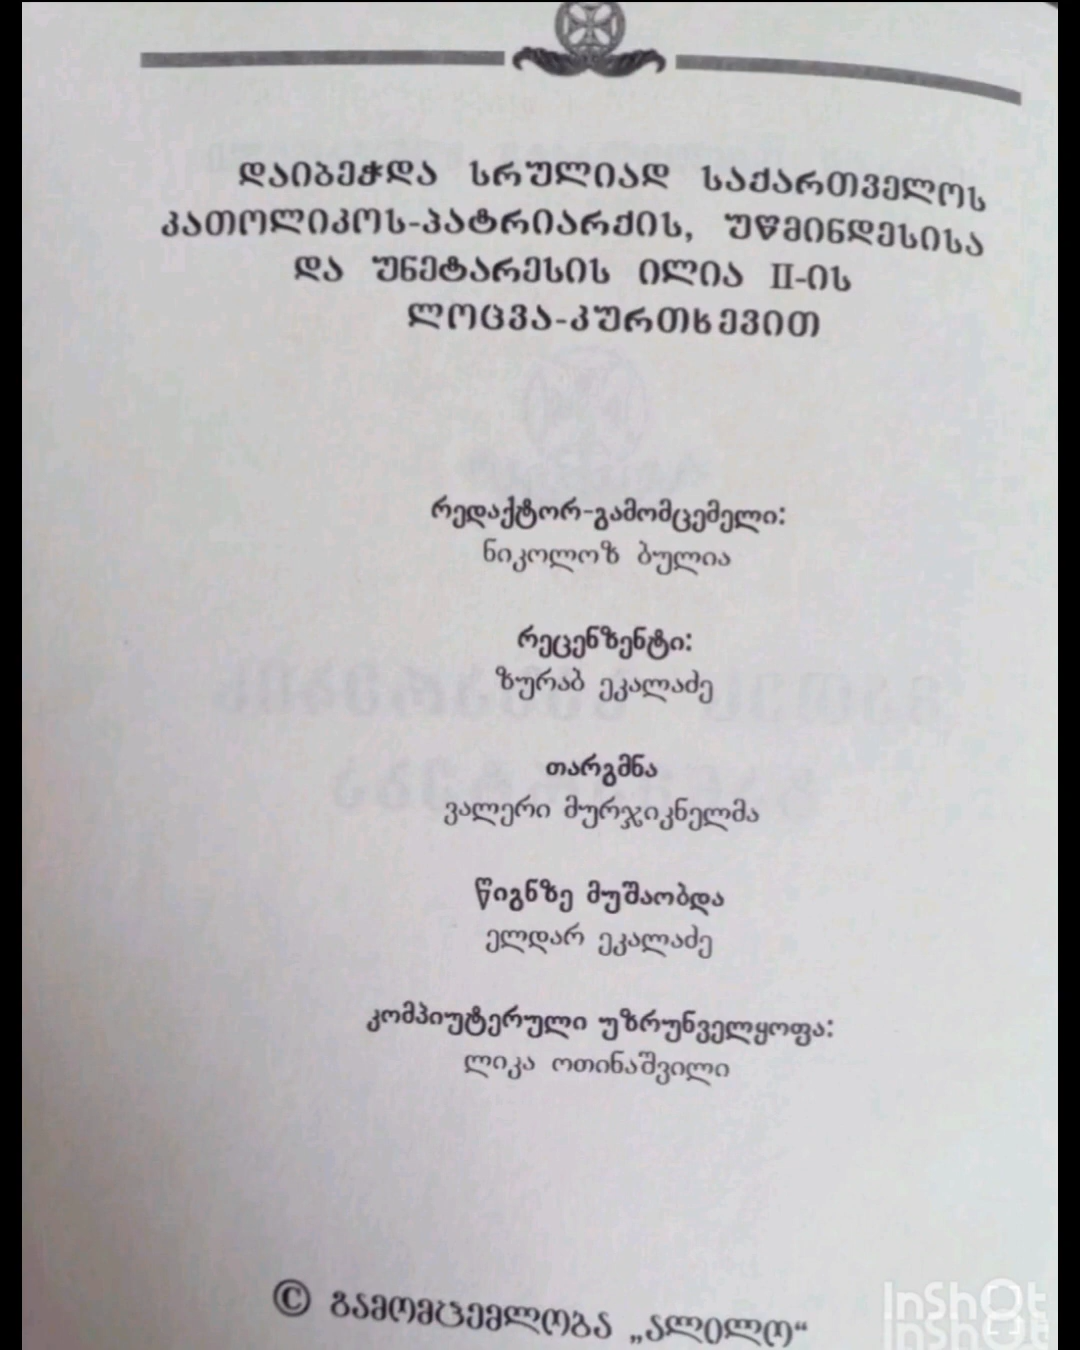 დაიბეჭდა სრულიად საქართველოს
კათოლიკოს-პატრიარქის, უწმინდესისა
და უნეტარესის ილია II-ის
ლოცვა-კურთხევით
რედაქტორ-გამომცემელი:
ნიკოლოზ ბულია
რეცენზენტი:
ზურაბ ეკალაძე
თარგმნა
ვალერი მურჯიკნელმა
წიგნზე მუშაობდა
ელდარ ეკალაძე
კომპიუტერული უზრუნველყოფა:
ლიკა ოთინაშვილი
© გამომცემლობა „ალილო“
InShOt